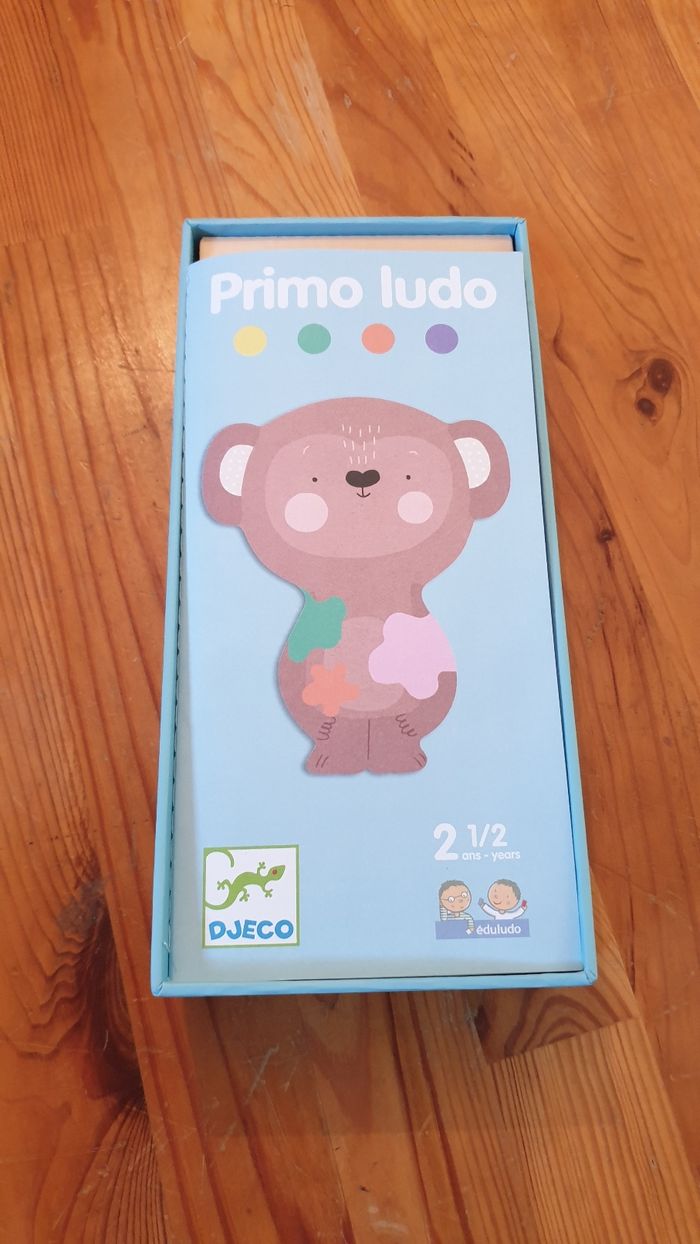 Primo ludo
2 1/2
ans - years
DJECO
éduludo